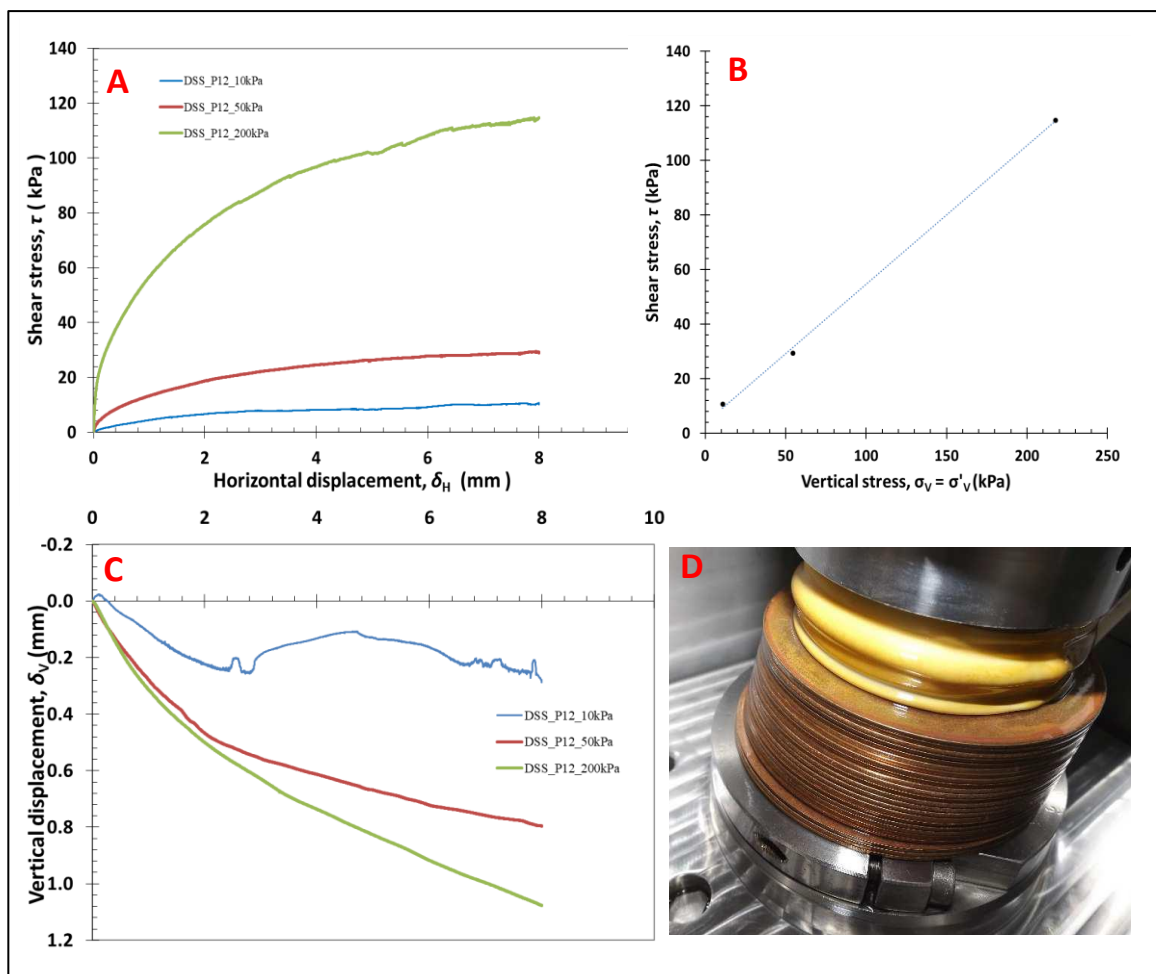 A
140
120
100
80
60
40
20
0
Shear stress, τ ( kPa)
DSS_P12_10kPa
DSS_P12_50kPa
DSS_P12_200kPa
0 2 4 6 8
Horizontal displacement, δH (mm )
B
140
120
100
80
60
40
20
0
Shear stress, τ (kPa)
0 50 100 150 200 250
Vertical stress, σV = σ'V (kPa)
C
0 2 4 6 8 10
-0.2
0.0
0.2
0.4
0.6
0.8
1.0
1.2
Vertical displacement, δV (mm)
DSS_P12_10kPa
DSS_P12_50kPa
DSS_P12_200kPa
D